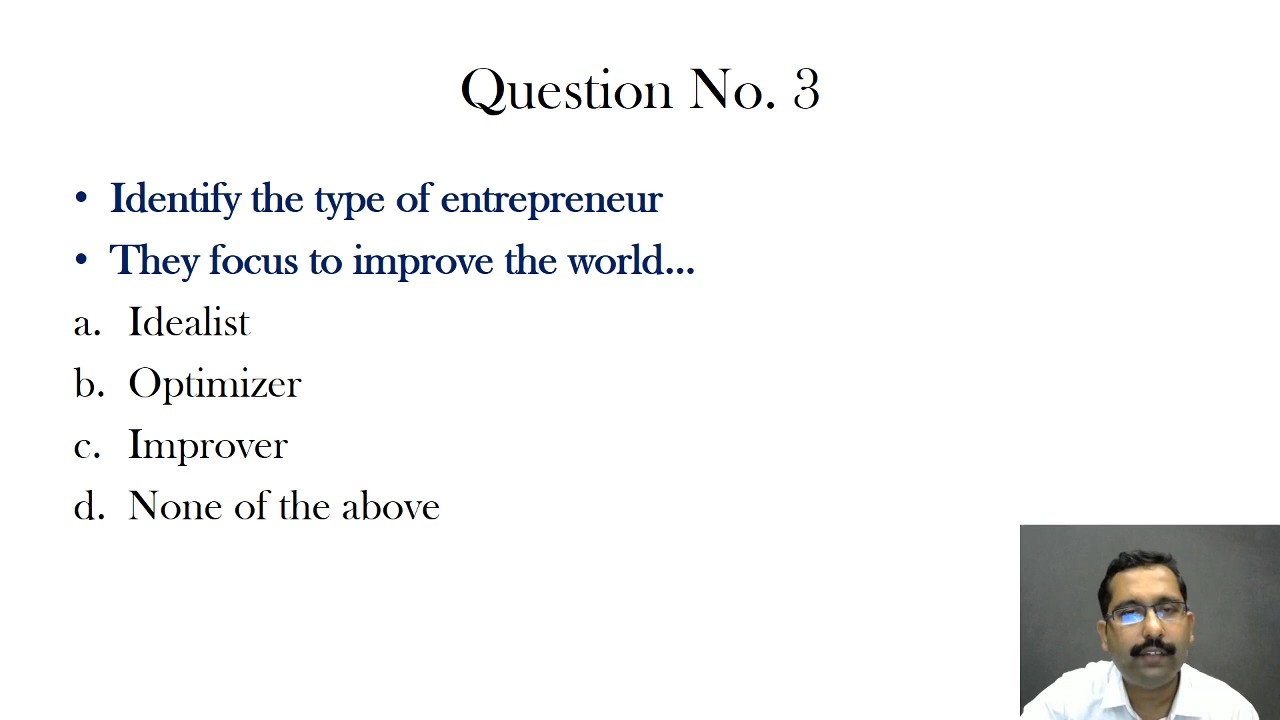 Question No. 3
• Identify the type of entrepreneur
• They focus to improve the world...
a. Idealist
b. Optimizer
c. Improver
d. None of the above